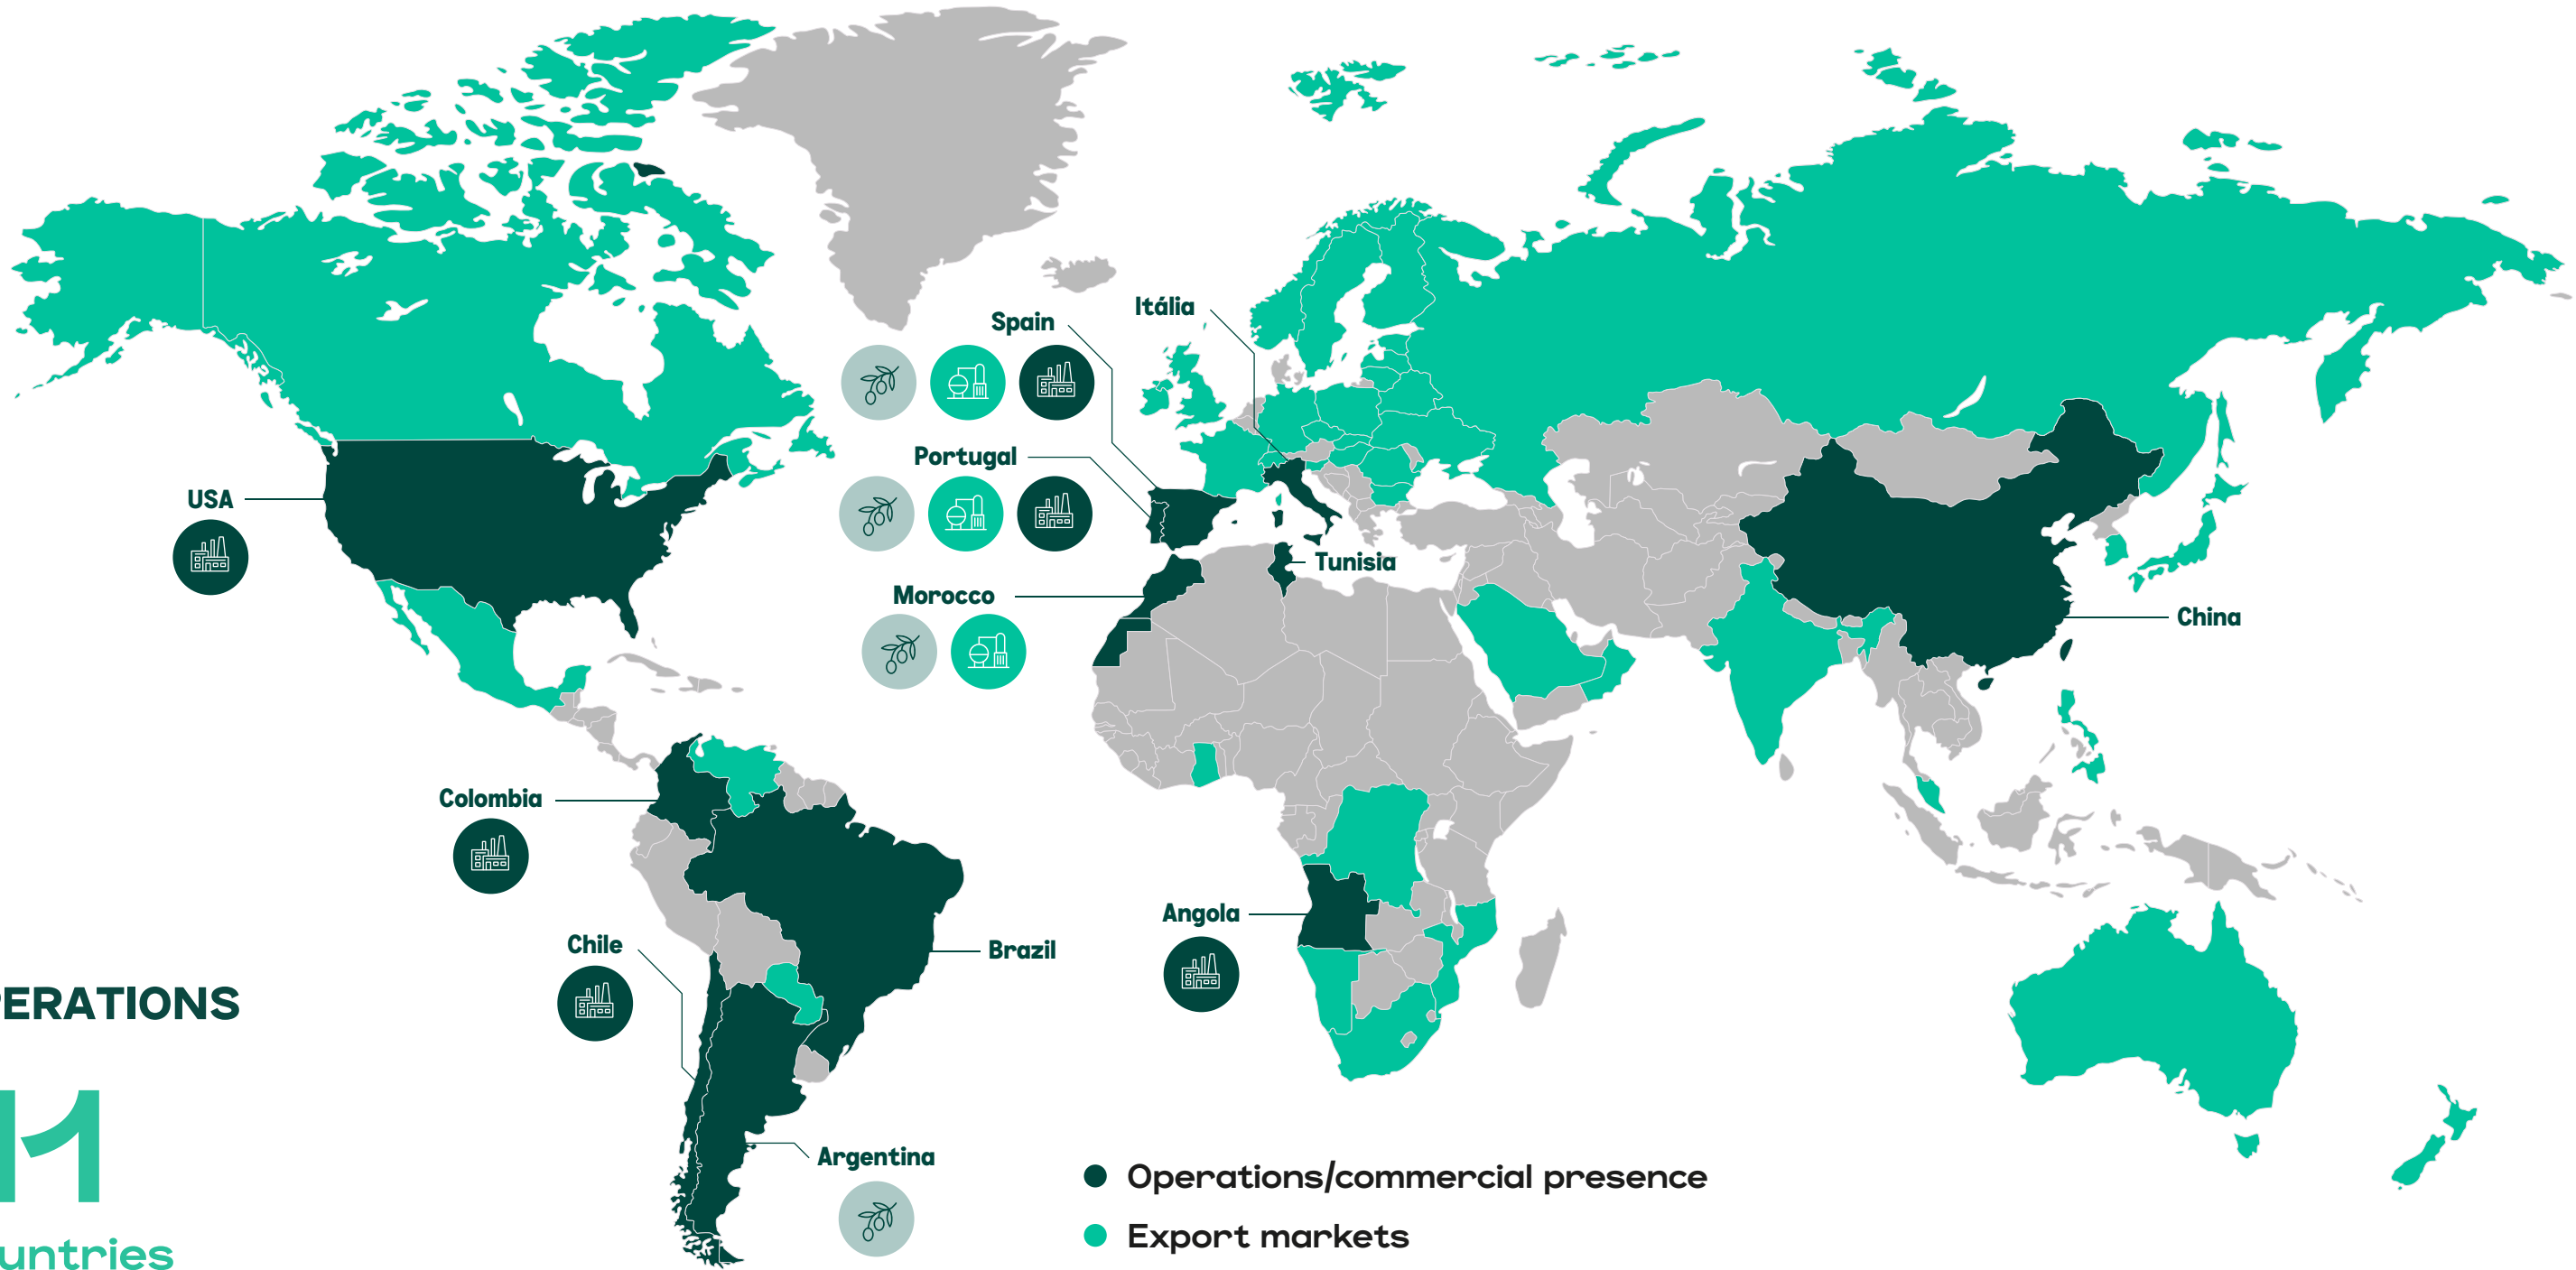 Itália
Spain
Portugal
USA
Tunisia
Morocco
China
Colombia
Angola
Chile
Brazil
ERATIONS
11
untries
Argentina
Operations/commercial presence
Export markets